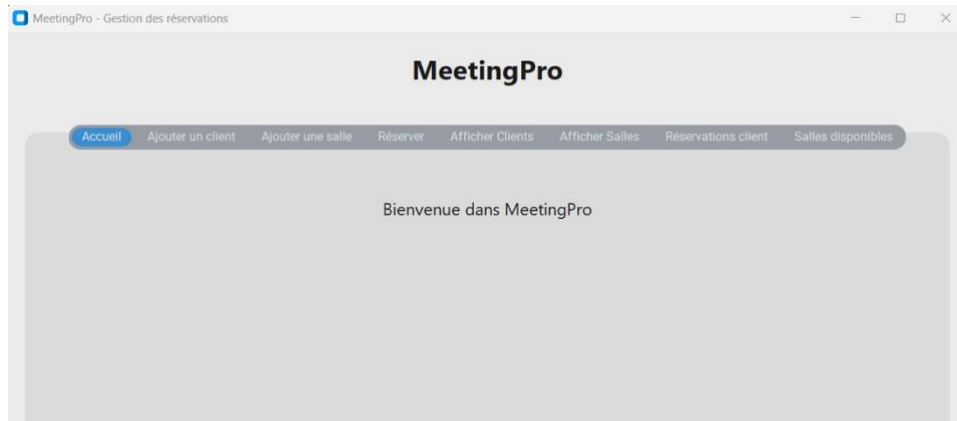 MeetingPro - Gestion des réservations
MeetingPro
Accueil Ajouter un client Ajouter une salle Réserver Afficher Clients Afficher Salles Réservations client Salles disponibles
Bienvenue dans MeetingPro